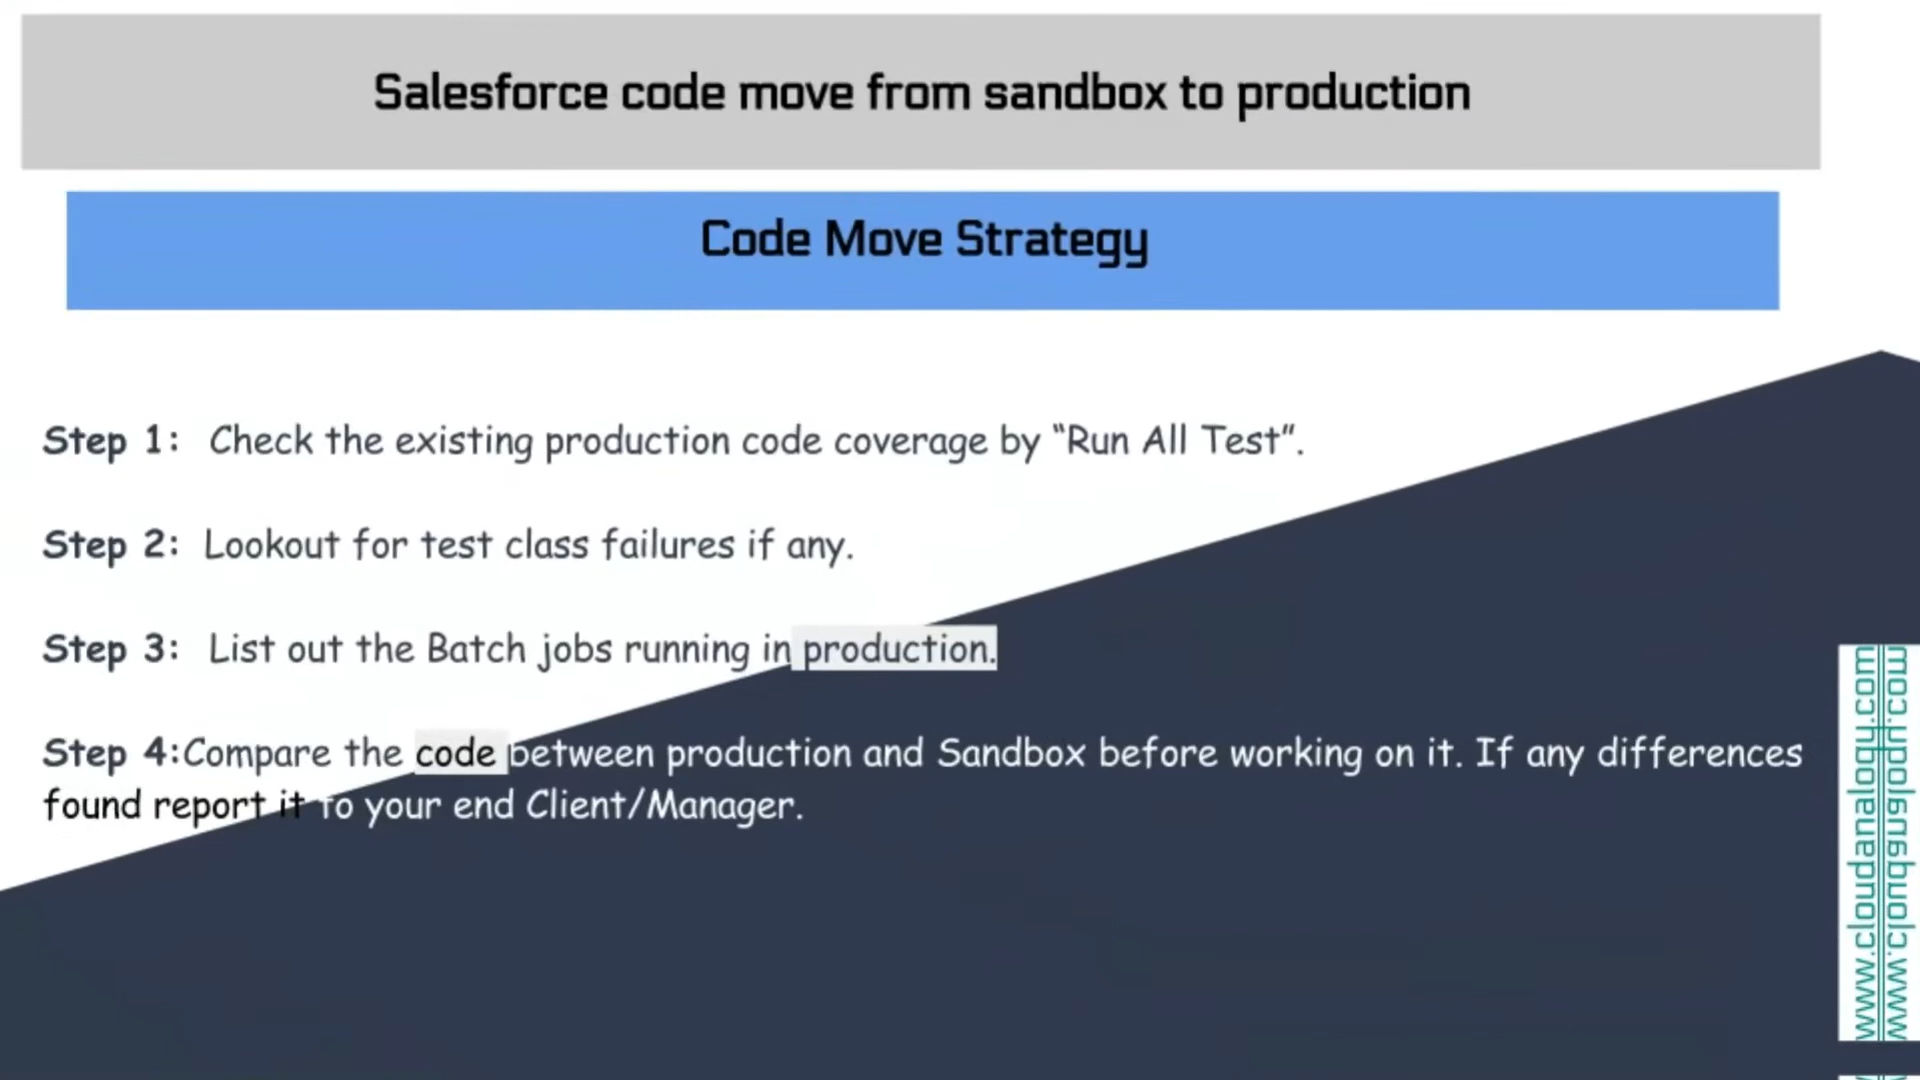 Salesforce code move from sandbox to production
Code Move Strategy
Step 1: Check the existing production code coverage by “Run All Test”.
Step 2: Lookout for test class failures if any.
Step 3: List out the Batch jobs running in production.
Step 4:Compare the code between production and Sandbox before working on it. If any differences
found report it to your end Client/Manager.
www.cloudanalogy.com